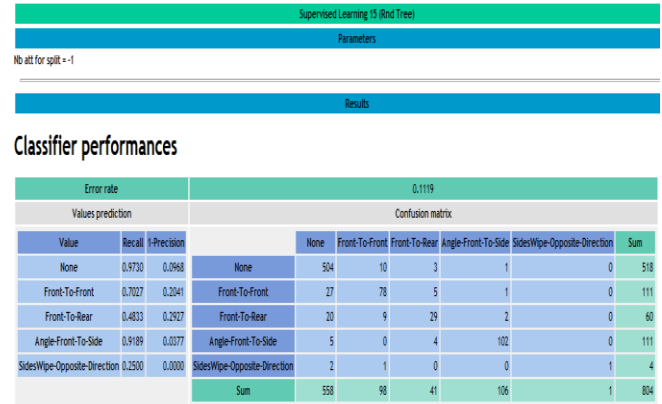 Supervised Learning 15 (Rnd Tree)
Parameters
Nb att for split = -1
Results
Classifier performances
Error rate 0.1119
Values prediction Confusion matrix
Value Recall 1-Precision None Front-To-Front Front-To-Rear Angle-Front-To-Side SidesWipe-Opposite-Direction Sum
None 0.9730 0.0968 None 504 10 3 1 0 518
Front-To-Front 0.7027 0.2041 Front-To-Front 27 78 5 1 0 111
Front-To-Rear 0.4833 0.2927 Front-To-Rear 20 9 29 2 0 60
Angle-Front-To-Side 0.9189 0.0377 Angle-Front-To-Side 5 0 4 102 0 111
SidesWipe-Opposite-Direction 0.2500 0.0000 SidesWipe-Opposite-Direction 2 1 0 0 1 4
Sum 558 98 41 106 1 804